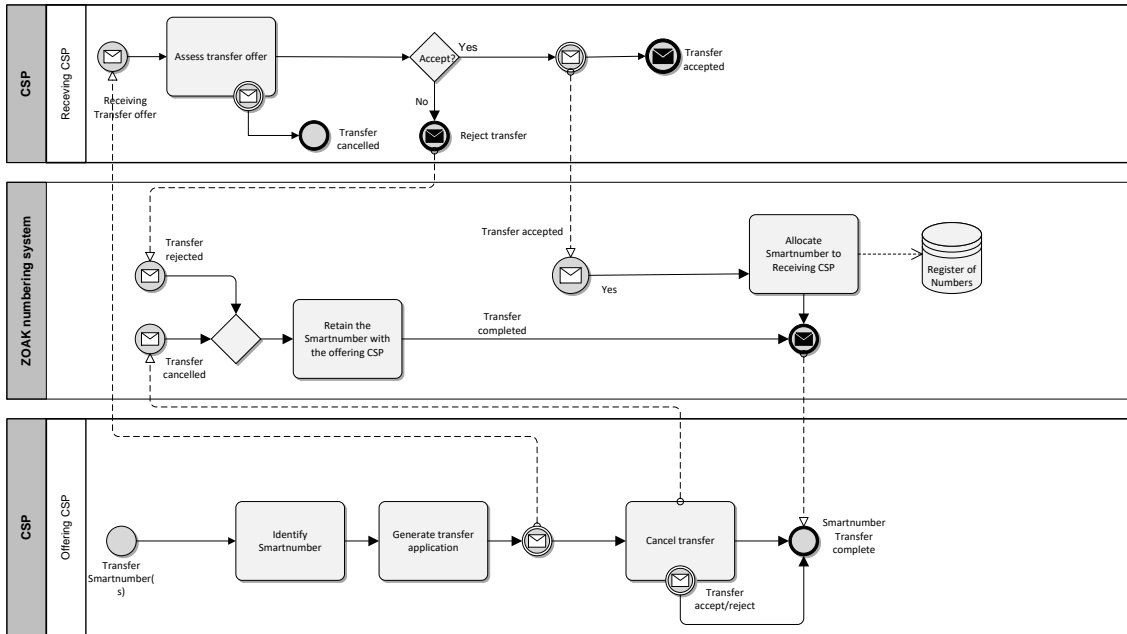 CSP
Receving CSP
Receiving
Transfer offer
Assess transfer offer
Transfer
cancelled
Accept?
Yes
No
Reject transfer
Transfer
accepted
ZOAK numbering system
Transfer
rejected
Transfer
cancelled
Retain the
Smartnumber with
the offering CSP
Transfer
completed
Transfer accepted
Yes
Allocate
Smartnumber to
Receiving CSP
Register of
Numbers
CSP
Offering CSP
Transfer
Smartnumber(
s)
Identify
Smartnumber
Generate transfer
application
Cancel transfer
Transfer
accept/reject
Smartnumber
Transfer
complete